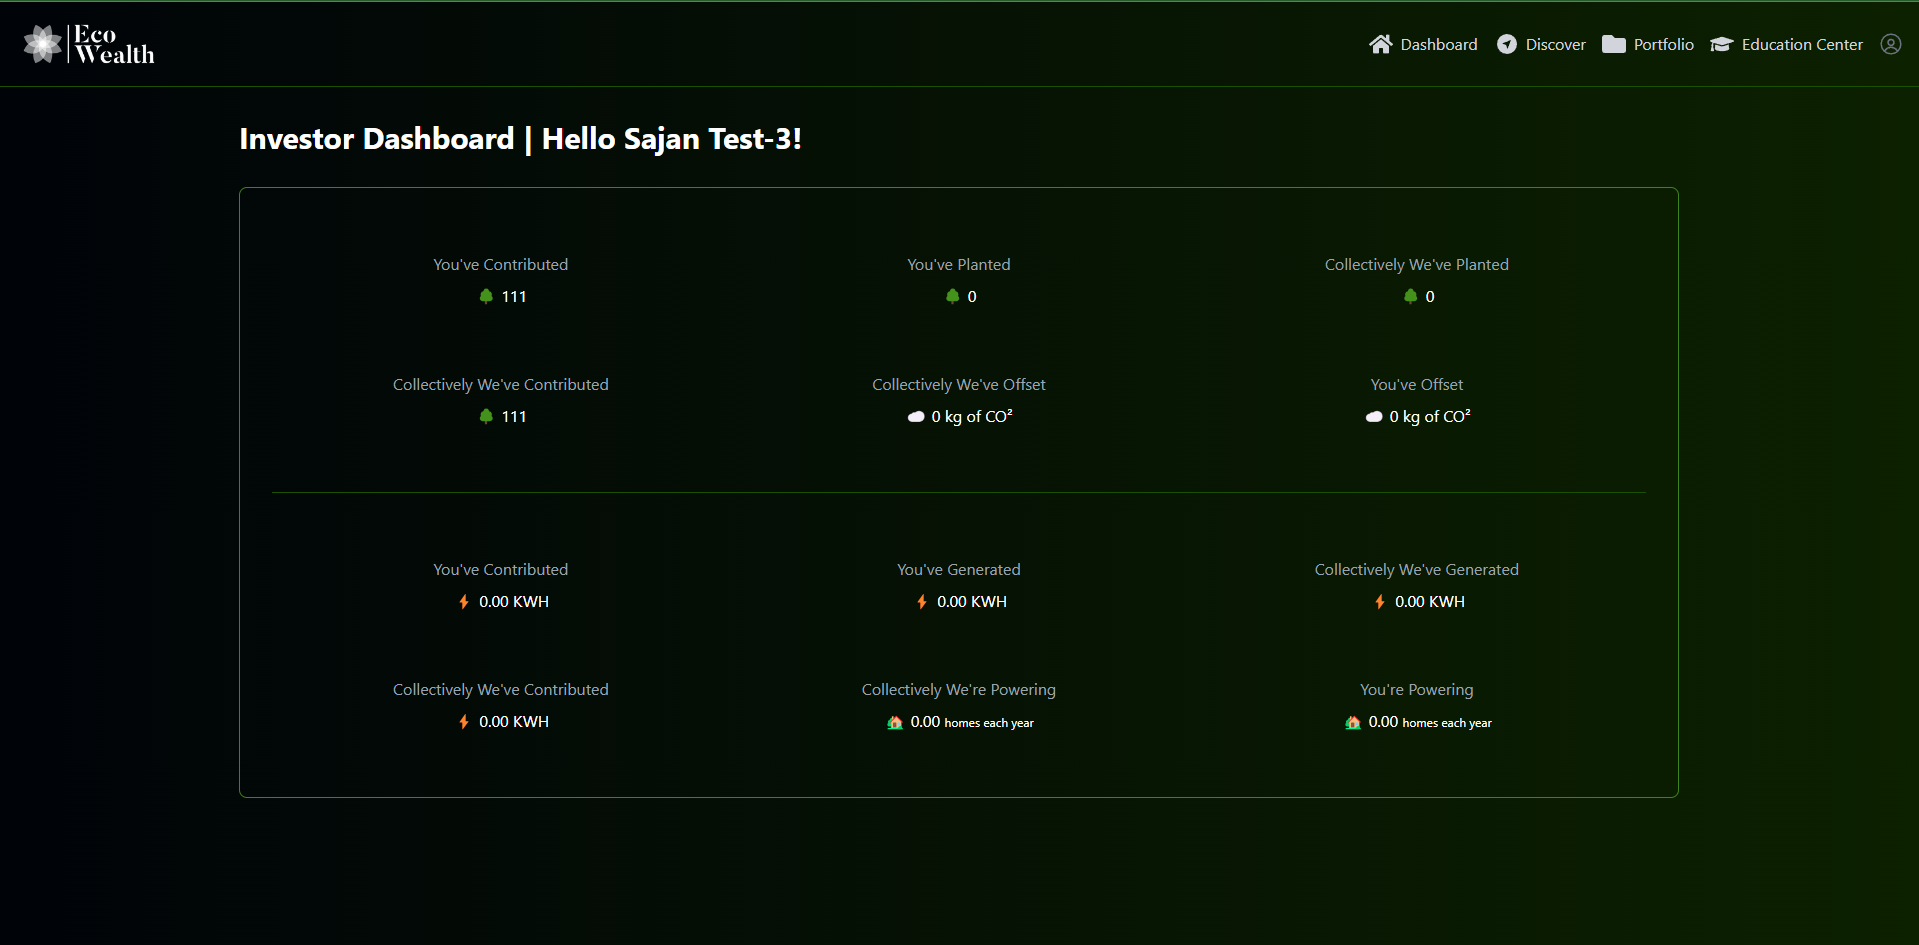 Eco
Wealth
Dashboard Discover Portfolio Education Center
Investor Dashboard | Hello Sajan Test-3!
You've Contributed You've Planted Collectively We've Planted
111 0 0
Collectively We've Contributed Collectively We've Offset You've Offset
111 0 kg of CO² 0 kg of CO²
You've Contributed You've Generated Collectively We've Generated
0.00 KWH 0.00 KWH 0.00 KWH
Collectively We've Contributed Collectively We're Powering You're Powering
0.00 KWH 0.00 homes each year 0.00 homes each year